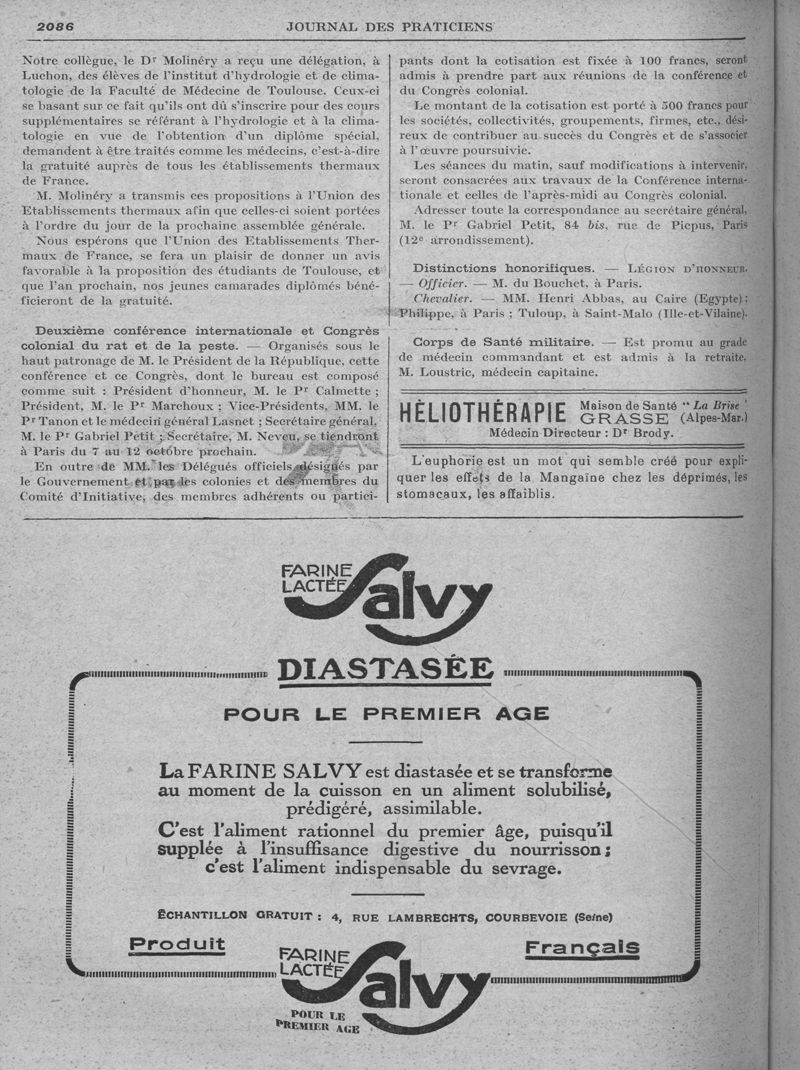 2086
JOURNAL DES PRATICIENS
Notre collègue, le Dr Molinéry a reçu une délégation, à
Luchon, des élèves de l'institut d'hydrologie et de clima-
tologie de la Faculté de Médecine de Toulouse. Ceux-ci
se basant sur ce fait qu'ils ont dû s'inscrire pour des cours
supplémentaires se référant à l'hydrologie et à la clima-
tologie en vue de l'obtention d'un diplôme spécial,
demandent à être traités comme les médecins, c'est-à-dire
la gratuité auprès de tous les établissements thermaux
de France.
M. Molinéry a transmis ces propositions à l'Union des
Etablissements thermaux afin que celles-ci soient portées
à l'ordre du jour de la prochaine assemblée générale.
Nous espérons que l'Union des Etablissements Ther-
maux de France, se fera un plaisir de donner un avis
favorable à la proposition des étudiants de Toulouse, et
que l'an prochain, nos jeunes camarades diplômés béné-
ficieront de la gratuité.
Deuxième conférence internationale et Congrès
colonial du rat et de la peste. — Organisés sous le
haut patronage de M. le Président de la République, cette
conférence et ce Congrès, dont le bureau est composé
comme suit : Président d'honneur, M. le Pr Calmette ;
Président, M. le Pr Marchoux ; Vice-Présidents, MM. le
Pr Tanon et le médecin général Lasnet ; Secrétaire général,
M. le Pr Gabriel Petit ; Secrétaire, M. Neveu, se tiendront
à Paris du 7 au 12 octobre prochain.
En outre de MM. les Délégués officiels désignés par
le Gouvernement et par les colonies et des membres du
Comité d'Initiative, des membres adhérents ou partici-
pants dont la cotisation est fixée à 100 francs, seront
admis à prendre part aux réunions de la conférence et
du Congrès colonial.
Le montant de la cotisation est porté à 500 francs pour
les sociétés, collectivités, groupements, firmes, etc., dési-
reux de contribuer au succès du Congrès et de s'associer
à l'œuvre poursuivie.
Les séances du matin, sauf modifications à intervenir,
seront consacrées aux travaux de la Conférence interna-
tionale et celles de l'après-midi au Congrès colonial.
Adresser toute la correspondance au secrétaire général,
M. le Pr Gabriel Petit, 84 bis, rue de Picpus, Paris
(12e arrondissement).
Distinctions honorifiques. — LÉGION D'HONNEUR.
— Officier. — M. du Bouchet, à Paris.
Chevalier. — MM. Henri Abbas, au Caire (Egypte) ;
Philippe, à Paris ; Tuloup, à Saint-Malo (Ille-et-Vilaine).
Corps de Santé militaire. — Est promu au grade
de médecin commandant et est admis à la retraite,
M. Loustric, médecin capitaine.
HÉLIOTHÉRAPIE Maison de Santé "La Brise"
GRASSE (Alpes-Mar.)
Médecin-Directeur : Dr Brody.
L'euphorie est un mot qui semble créé pour expli-
quer les effets de la Mangaïne chez les déprimés, les
stomacaux, les affaiblis.
FARINE
LACTÉE
Salvy
DIASTASÉE
POUR LE PREMIER AGE
La FARINE SALVY est diastasée et se transforme
au moment de la cuisson en un aliment solubilisé,
prédigéré, assimilable.
C'est l'aliment rationnel du premier âge, puisqu'il
supplée à l'insuffisance digestive du nourrisson ;
c'est l'aliment indispensable du sevrage.
ÉCHANTILLON GRATUIT : 4, RUE LAMBRECHTS, COURBEVOIE (Seine)
Produit
Français
FARINE
LACTÉE
Salvy
POUR LE
PREMIER AGE